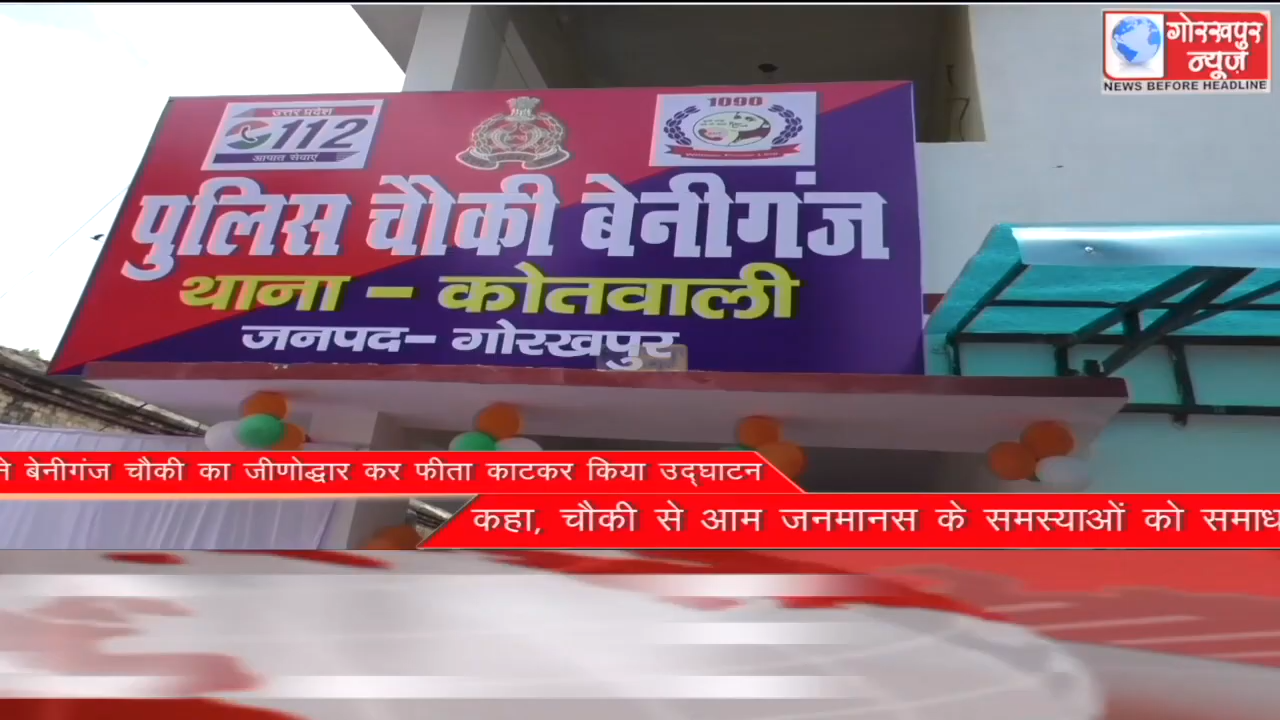 गोरखपुर
न्यूज़
NEWS BEFORE HEADLINE
उत्तर प्रदेश
112
आपात सेवाएं
1090
पुलिस चौकी बेनीगंज
थाना - कोतवाली
जनपद- गोरखपुर
ने बेनीगंज चौकी का जीणोद्धार कर फीता काटकर किया उद्घाटन
कहा, चौकी से आम जनमानस के समस्याओं को समाध